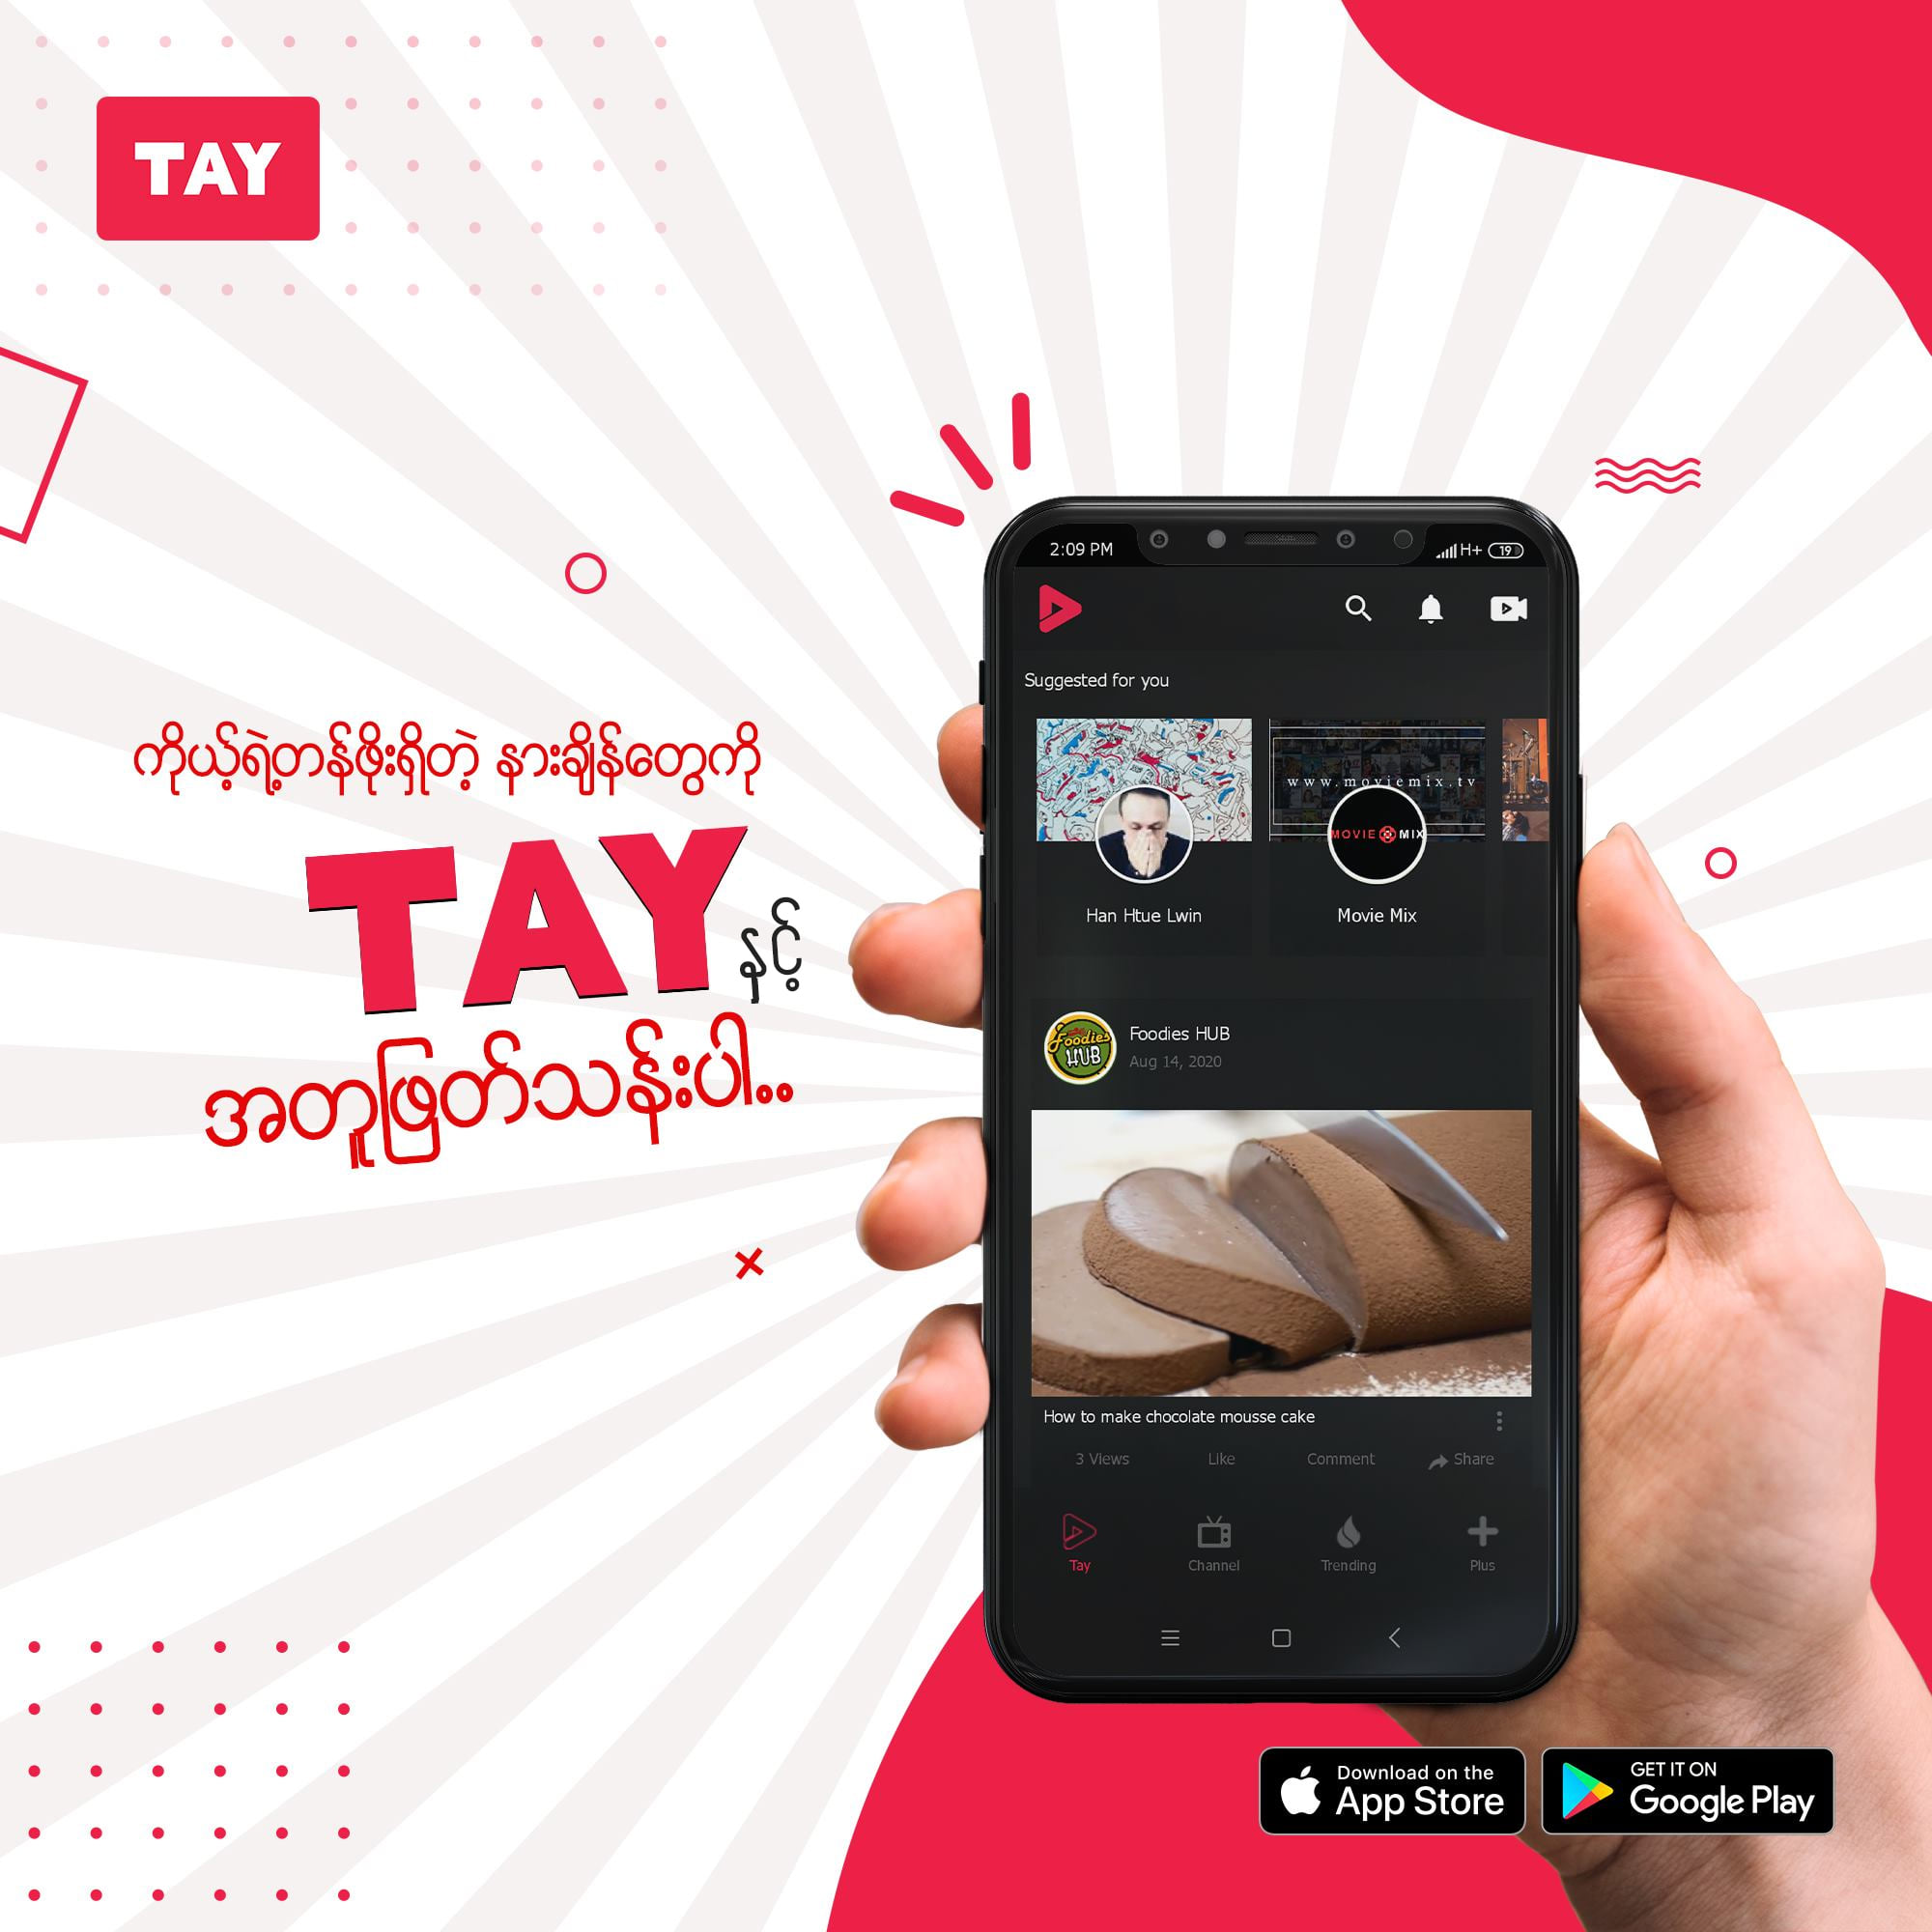 TAY
ကိုယ့်ရဲ့တန်ဖိုးရှိတဲ့ နားချိန်တွေကို
TAY နှင့်
အတူဖြတ်သန်းပါ..
2:09 PM
H+ 19
Suggested for you
www.moviemix.tv
MOVIE MIX
Han Htue Lwin
Movie Mix
Foodies HUB
Foodies HUB
Aug 14, 2020
How to make chocolate mousse cake
3 Views Like Comment Share
Tay Channel Trending Plus
Download on the
App Store
GET IT ON
Google Play